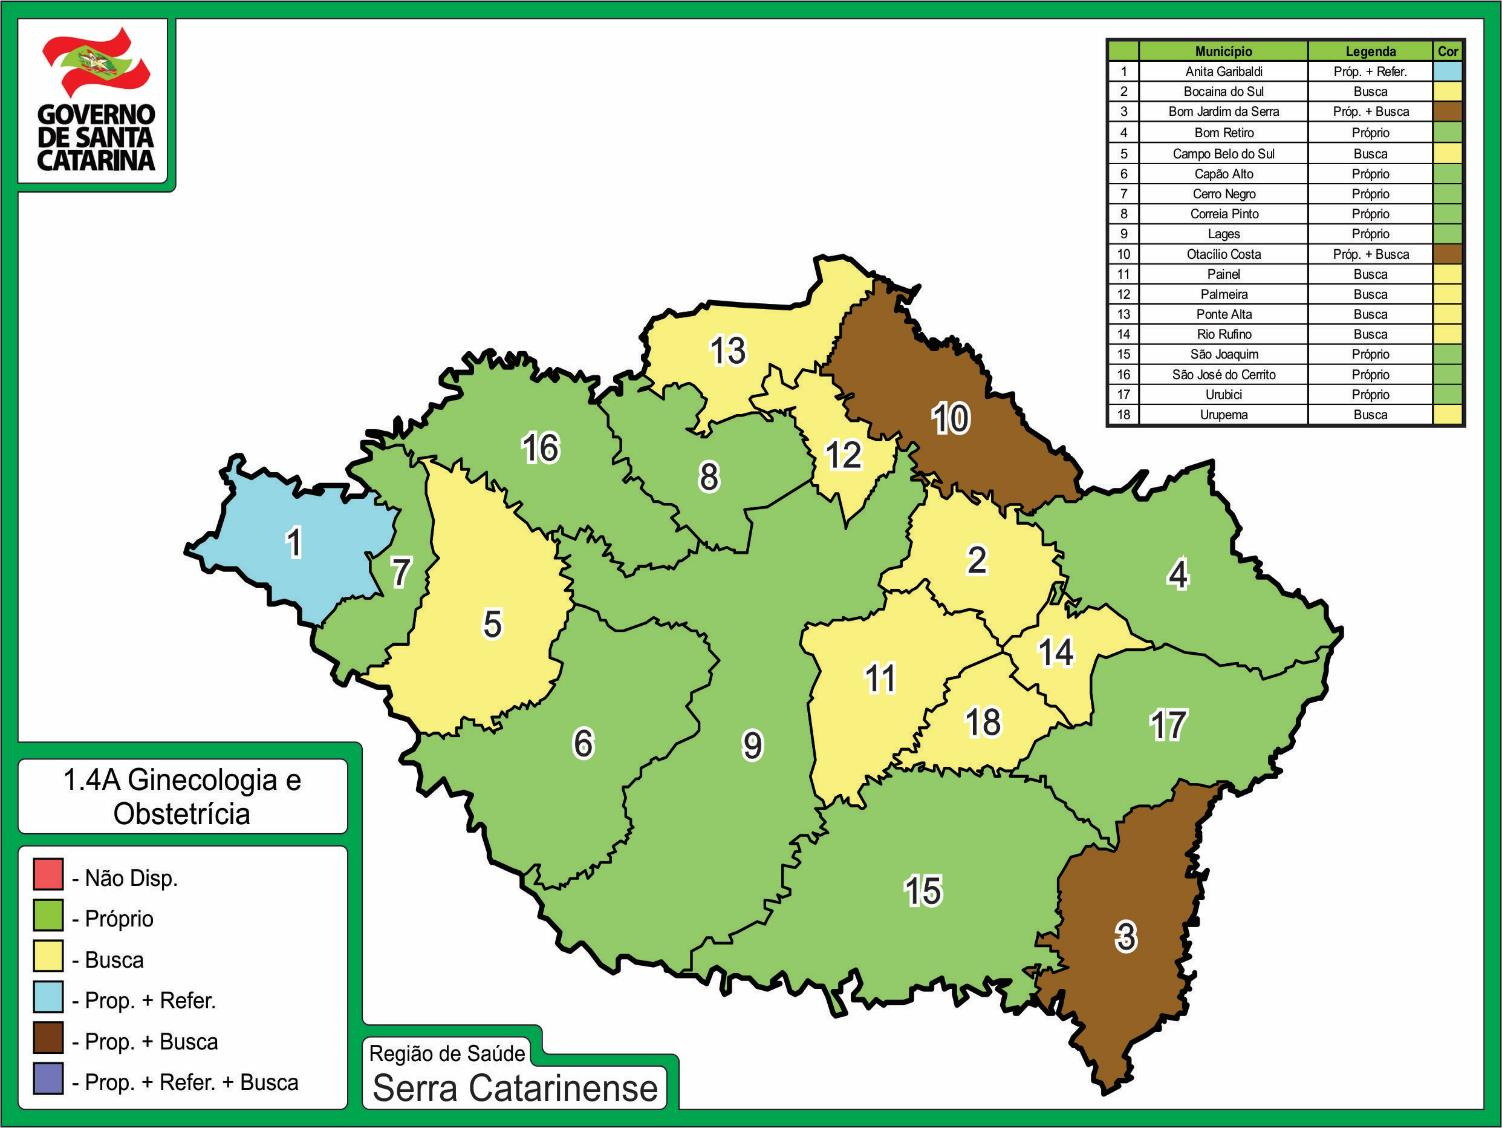 GOVERNO
DE SANTA
CATARINA
Município Legenda Cor
1 Anita Garibaldi Próp. + Refer.
2 Bocaina do Sul Busca
3 Bom Jardim da Serra Próp. + Busca
4 Bom Retiro Próprio
5 Campo Belo do Sul Busca
6 Capão Alto Próprio
7 Cerro Negro Próprio
8 Correia Pinto Próprio
9 Lages Próprio
10 Otacílio Costa Próp. + Busca
11 Painel Busca
12 Palmeira Busca
13 Ponte Alta Busca
14 Rio Rufino Busca
15 São Joaquim Próprio
16 São José do Cerrito Próprio
17 Urubici Próprio
18 Urupema Busca
13
10
16
12
8
1
7
2
4
5
14
11
18
17
6
9
15
3
1.4A Ginecologia e
Obstetrícia
- Não Disp.
- Próprio
- Busca
- Prop. + Refer.
- Prop. + Busca
- Prop. + Refer. + Busca
Região de Saúde
Serra Catarinense